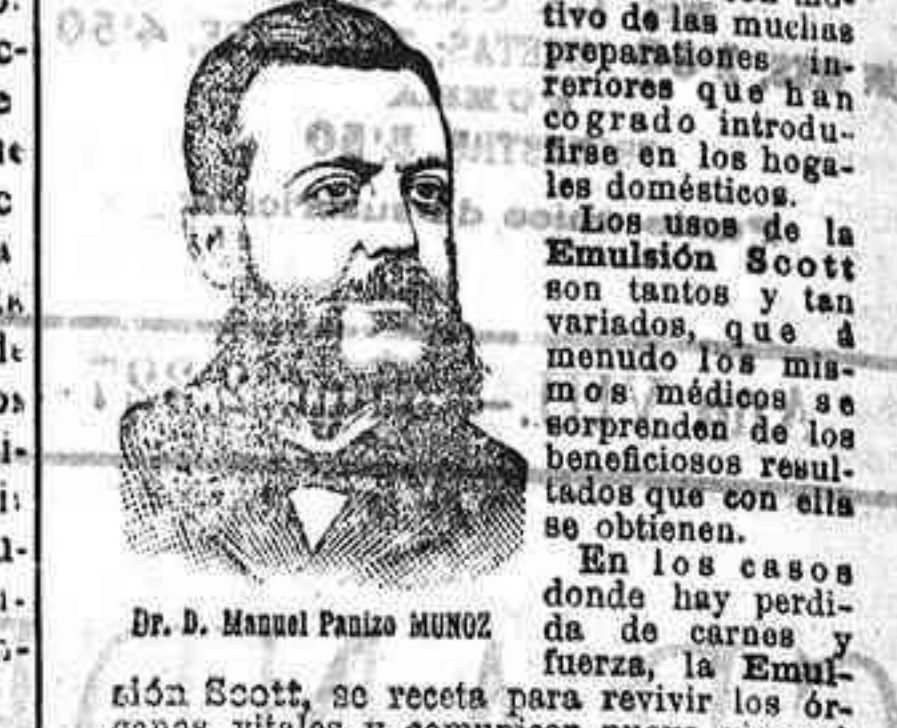 tivo de las muchas
preparationes in-
reriores que han
cogrado introdu-
firse en los hoga-
les domésticos.
Los usos de la
Emulsión Scott
son tantos y tan
variados, que á
menudo los mis-
mos médicos se
sorprenden de los
beneficiosos resul-
tados que con ella
se obtienen.
En los casos
donde hay perdi-
da de carnes y
fuerza, la Emul-
Dr. D. Manuel Panizo MUNOZ
sión Scott, se receta para revivir los ór-
ganos vitales y comunicar